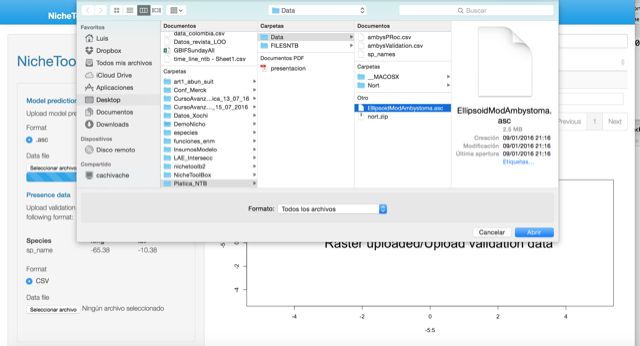 NicheToo
Data
Buscar
NicheTool
Model prediction
Upload model pre
Format
.asc
Data file
Seleccionar archivo
Presence data
Upload validation
following format:
Species
sp_name -65.38 -10.38
Format
CSV
Data file
Seleccionar archivo Ningún archivo seleccionado
Favoritos
Luis
Dropbox
Todos mis archivos
iCloud Drive
Aplicaciones
Desktop
Documentos
Downloads
Dispositivos
Disco remoto
Compartido
cachivache
Documentos
data_colombia.csv
Datos_revista_LOO
GBIFSundayAll
time_line_ntb - Sheet1.csv
Carpetas
art1_abun_suit
Conf_Merck
CursoAvanz...ica_13_07_16
CursoAvanz..._15_07_2016
Datos_Xochi
DemoNicho
especies
funciones_enm
InsumosModelo
LAE_Intersecc
nichetoolb2
NicheToolBox
Platica_NTB
Carpetas
Data
FILESNTB
Documentos PDF
presentacion
Documentos
ambysPRoc.csv
ambysValidation.csv
sp_names
Carpetas
__MACOSX
Nort
Otro
EllipsoidModAmbystoma.asc
nort.zip
EllipsoidModAmbystoma.
asc
2.5 MB
Creación 09/01/2016 21:16
Modificación 09/01/2016 21:16
Última apertura 09/01/2016 21:16
Etiquetas...
Formato: Todos los archivos
Cancelar Abrir
Previous 1 Next
Raster uploaded/Upload validation data
-5.
0
-2
-4
-4 -2 0 2 4
-5:5